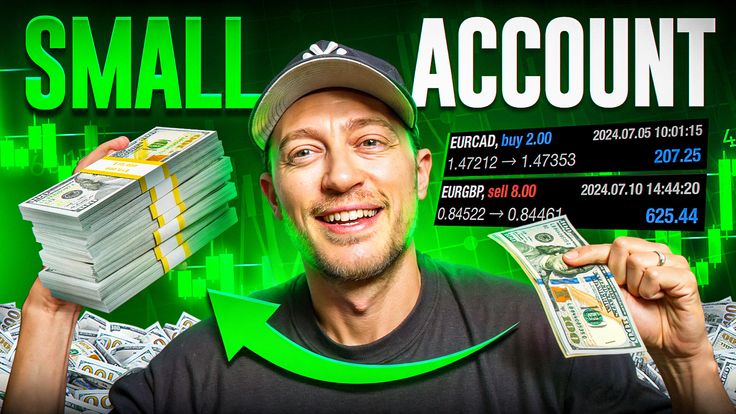 SMALL ACCOUNT
EURCAD, buy 2.00 2024.07.05 10:01:15
1.47212 → 1.47353 207.25
EURGBP, sell 8.00 2024.07.10 14:44:20
0.84522 → 0.84461 625.44
100